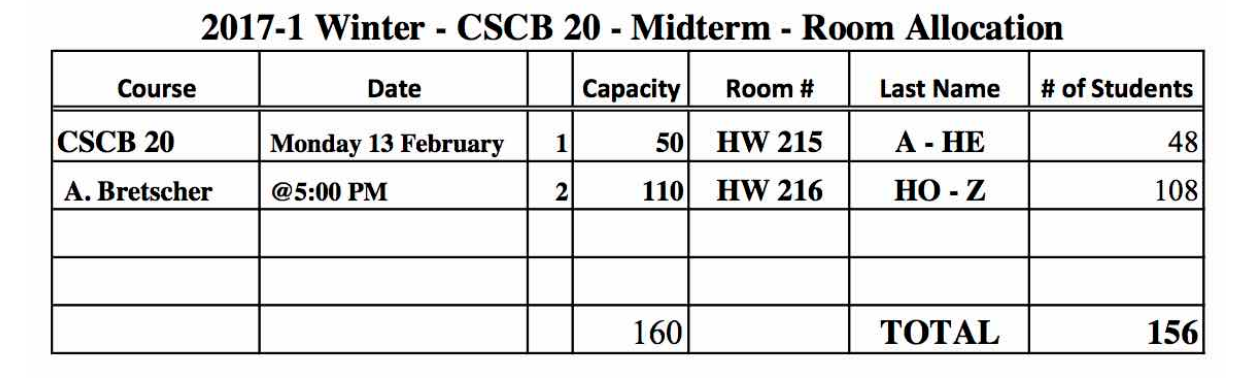 2017-1 Winter - CSCB 20 - Midterm - Room Allocation
Course Date Capacity Room # Last Name # of Students
CSCB 20 Monday 13 February 1 50 HW 215 A - HE 48
A. Bretscher @5:00 PM 2 110 HW 216 HO - Z 108
160 TOTAL 156